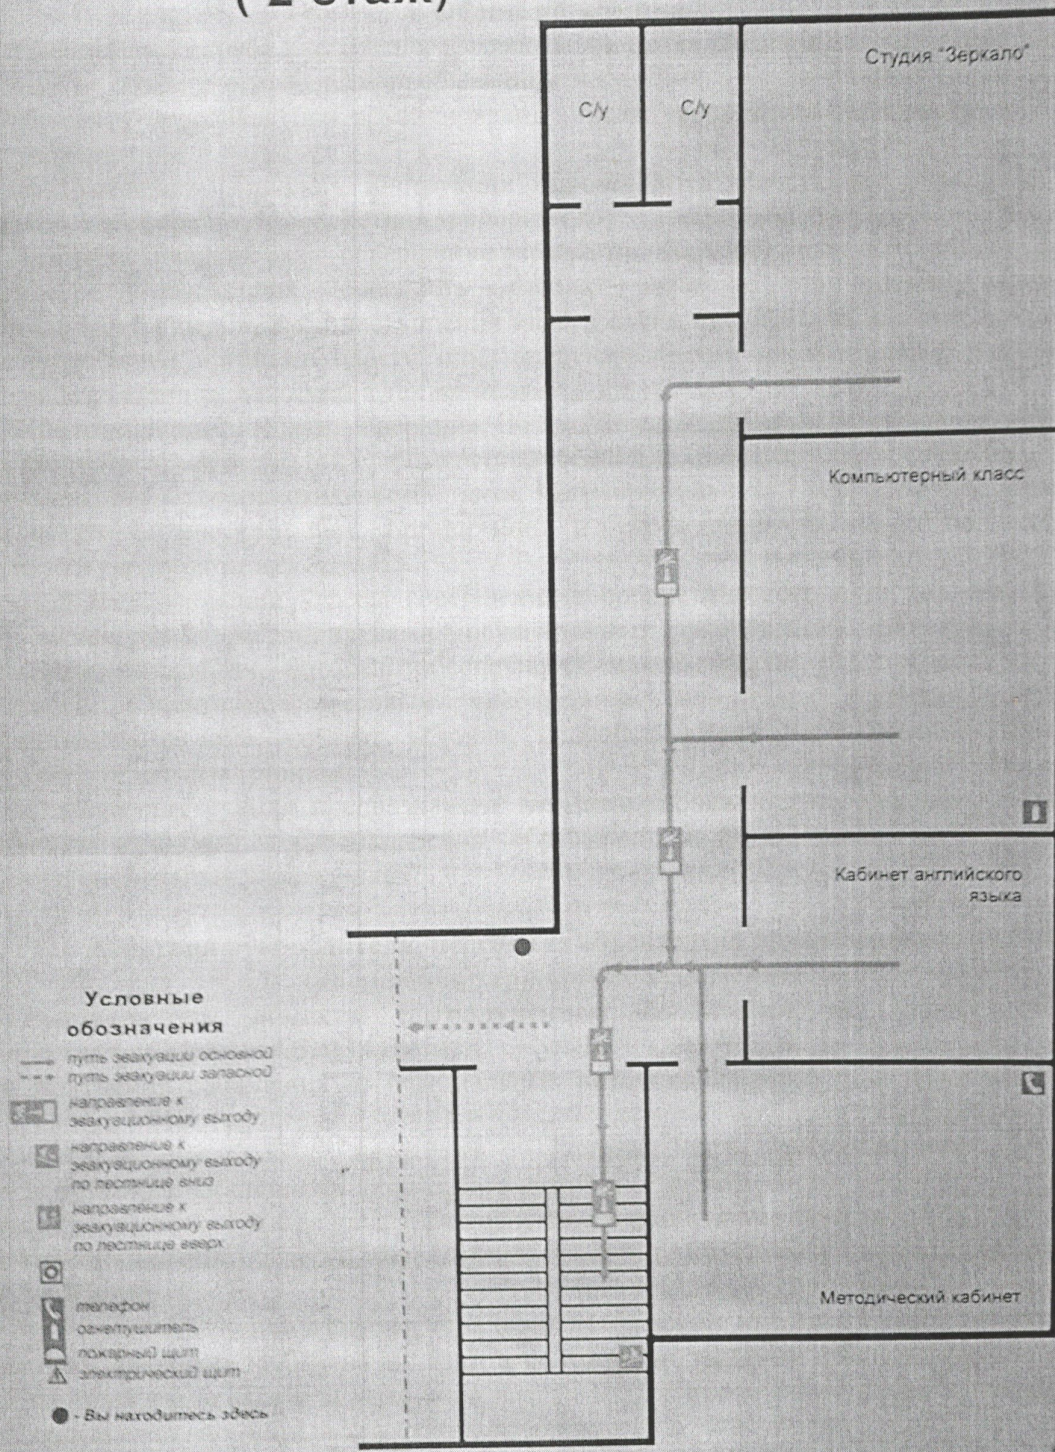 ( 2 этаж)
Студия "Зеркало"
С/у
С/у
Компьютерный класс
Кабинет английского
языка
Условные
обозначения
путь эвакуации основной
путь эвакуации запасной
направление к
эвакуационному выходу
направление к
эвакуационному выходу
по лестнице вниз
направление к
эвакуационному выходу
по лестнице вверх
телефон
огнетушитель
пожарный щит
электрический щит
- Вы находитесь здесь
Методический кабинет